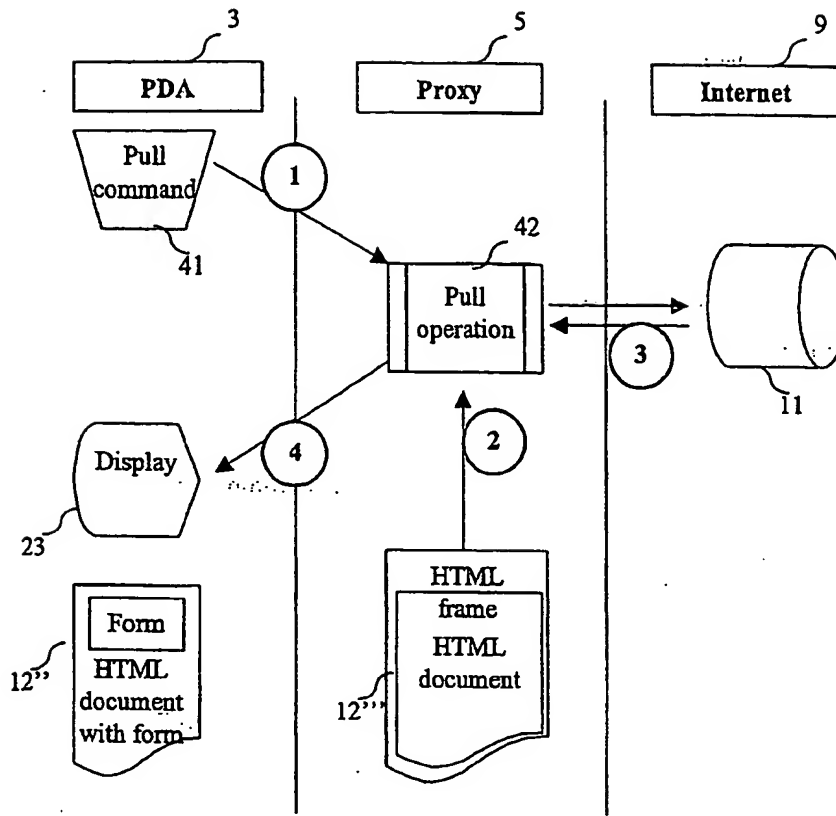 3
5
9
PDA
Proxy
Internet
Pull
command
41
1
42
Pull
operation
3
11
2
4
Display
23
Form
HTML
document
with form
12''
HTML
frame
HTML
document
12'''